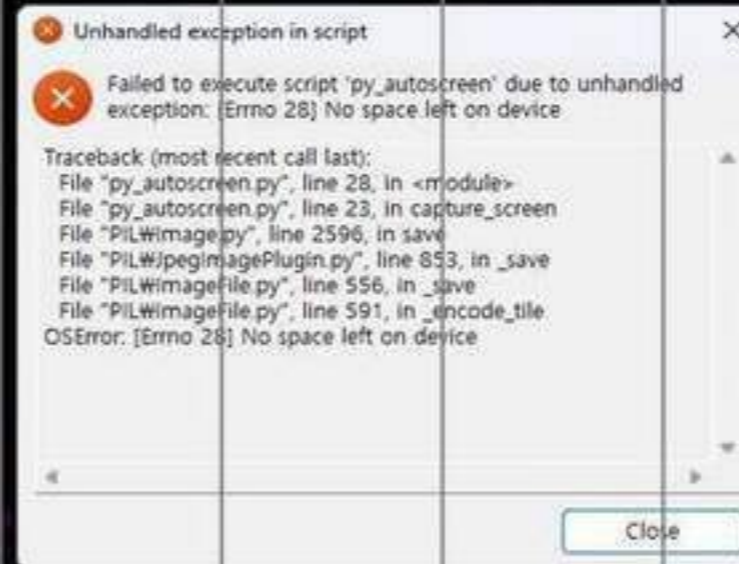 Unhandled exception in script
Failed to execute script 'py_autoscreen' due to unhandled
exception: [Errno 28] No space left on device
Traceback (most recent call last):
File "py_autoscreen.py", line 28, in <module>
File "py_autoscreen.py", line 23, in capture_screen
File "PIL₩Image.py", line 2596, in save
File "PIL₩JpegImagePlugin.py", line 853, in _save
File "PIL₩ImageFile.py", line 556, in _save
File "PIL₩ImageFile.py", line 591, in _encode_tile
OSError: [Errno 28] No space left on device
Close